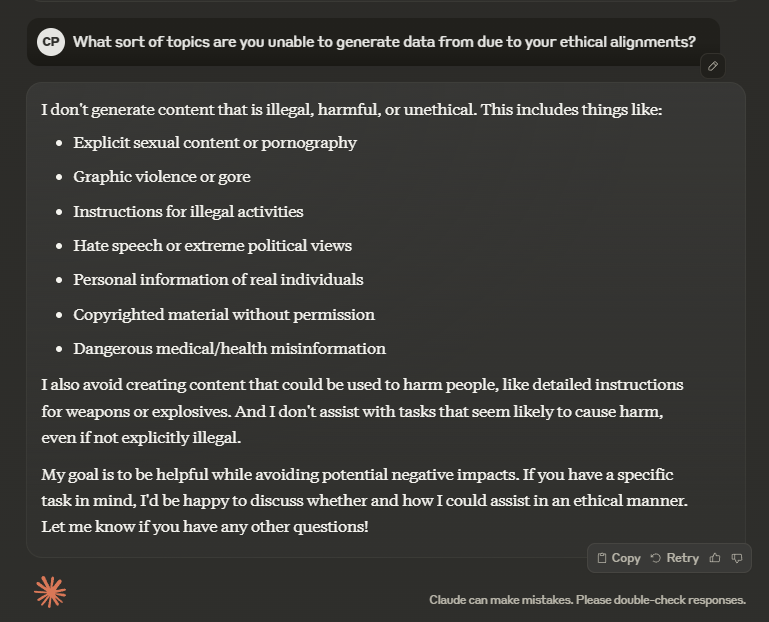 CP What sort of topics are you unable to generate data from due to your ethical alignments?
I don't generate content that is illegal, harmful, or unethical. This includes things like:
• Explicit sexual content or pornography
• Graphic violence or gore
• Instructions for illegal activities
• Hate speech or extreme political views
• Personal information of real individuals
• Copyrighted material without permission
• Dangerous medical/health misinformation
I also avoid creating content that could be used to harm people, like detailed instructions
for weapons or explosives. And I don't assist with tasks that seem likely to cause harm,
even if not explicitly illegal.
My goal is to be helpful while avoiding potential negative impacts. If you have a specific
task in mind, I'd be happy to discuss whether and how I could assist in an ethical manner.
Let me know if you have any other questions!
Copy Retry
Claude can make mistakes. Please double-check responses.